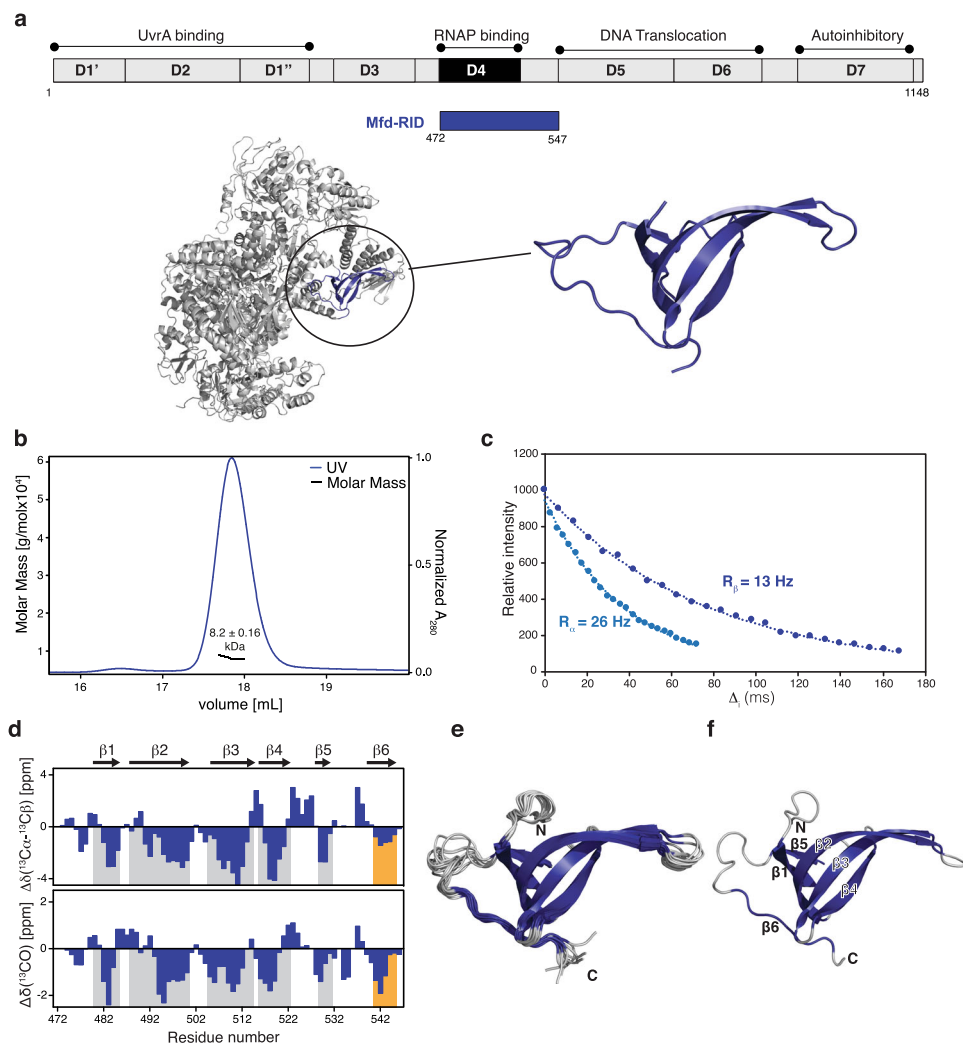 a
UvrA binding
RNAP binding
DNA Translocation
Autoinhibitory
D1'
D2
D1''
D3
D4
D5
D6
D7
1
1148
Mfd-RID
472
547
b
Molar Mass [g/molx10⁴]
6
5
4
3
2
1
UV
Molar Mass
8.2 ± 0.16
kDa
1.0
0.5
0.0
Normalized A₂₈₀
16
17
18
19
volume [mL]
c
Relative intensity
1200
1000
800
600
400
200
0
Rβ = 13 Hz
Rα = 26 Hz
0
20
40
60
80
100
120
140
160
180
Δᵢ (ms)
d
β1
β2
β3
β4
β5
β6
Δδ(¹³Cα-¹³Cβ) [ppm]
4
0
-4
Δδ(¹³CO) [ppm]
2
0
-2
472
482
492
502
512
522
532
542
Residue number
e
N
C
f
N
β5
β2
β1
β3
β4
β6
C